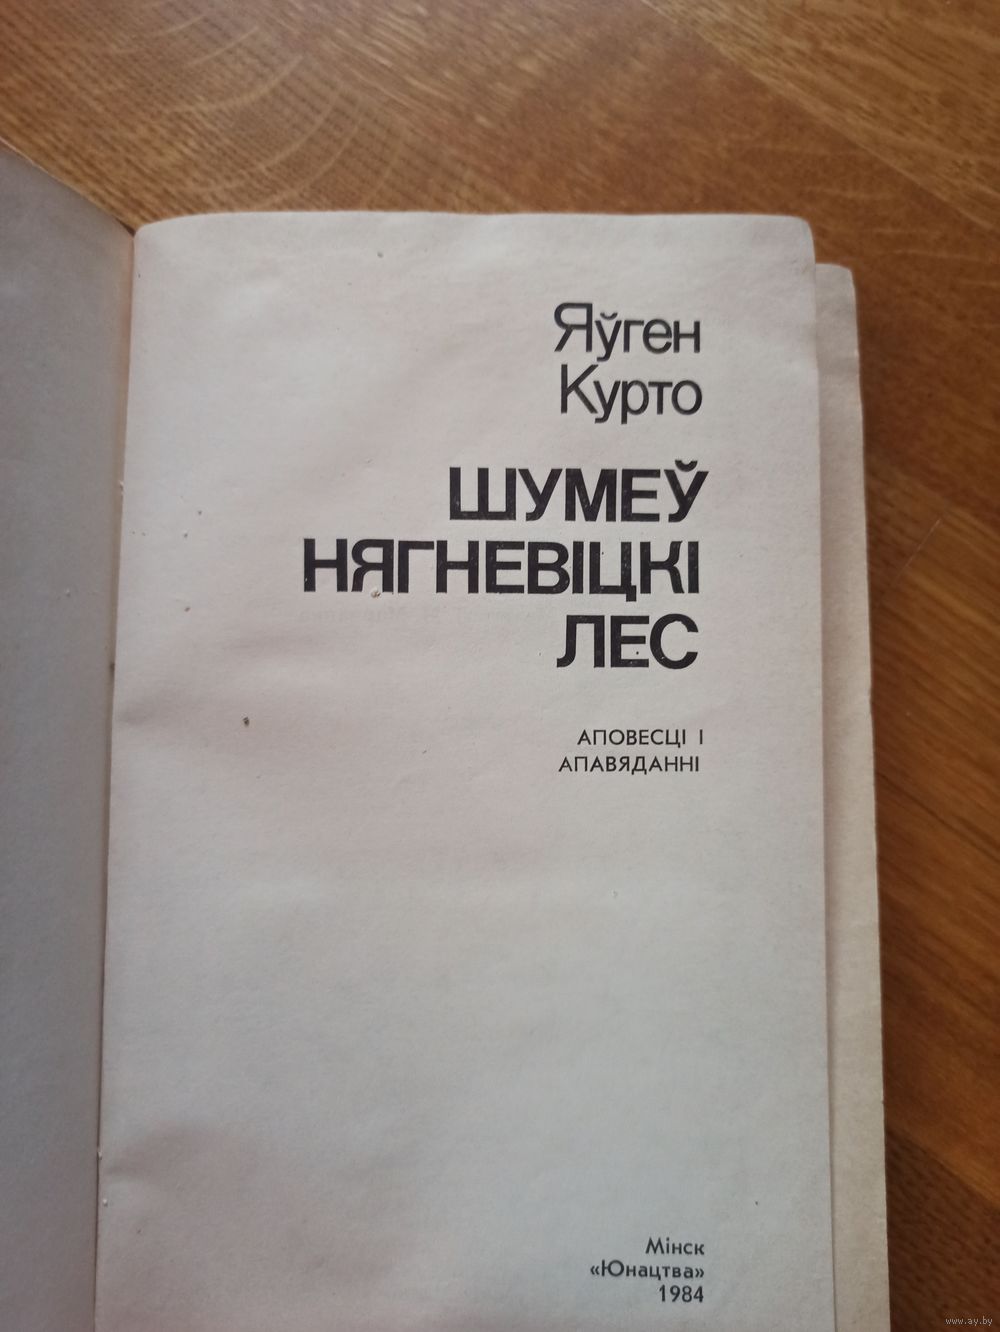 Яўген
Курто
ШУМЕЎ
НЯГНЕВІЦКІ
ЛЕС
АПОВЕСЦІ І
АПАВЯДАННІ
Мінск
«Юнацтва»
1984
www.ay.by